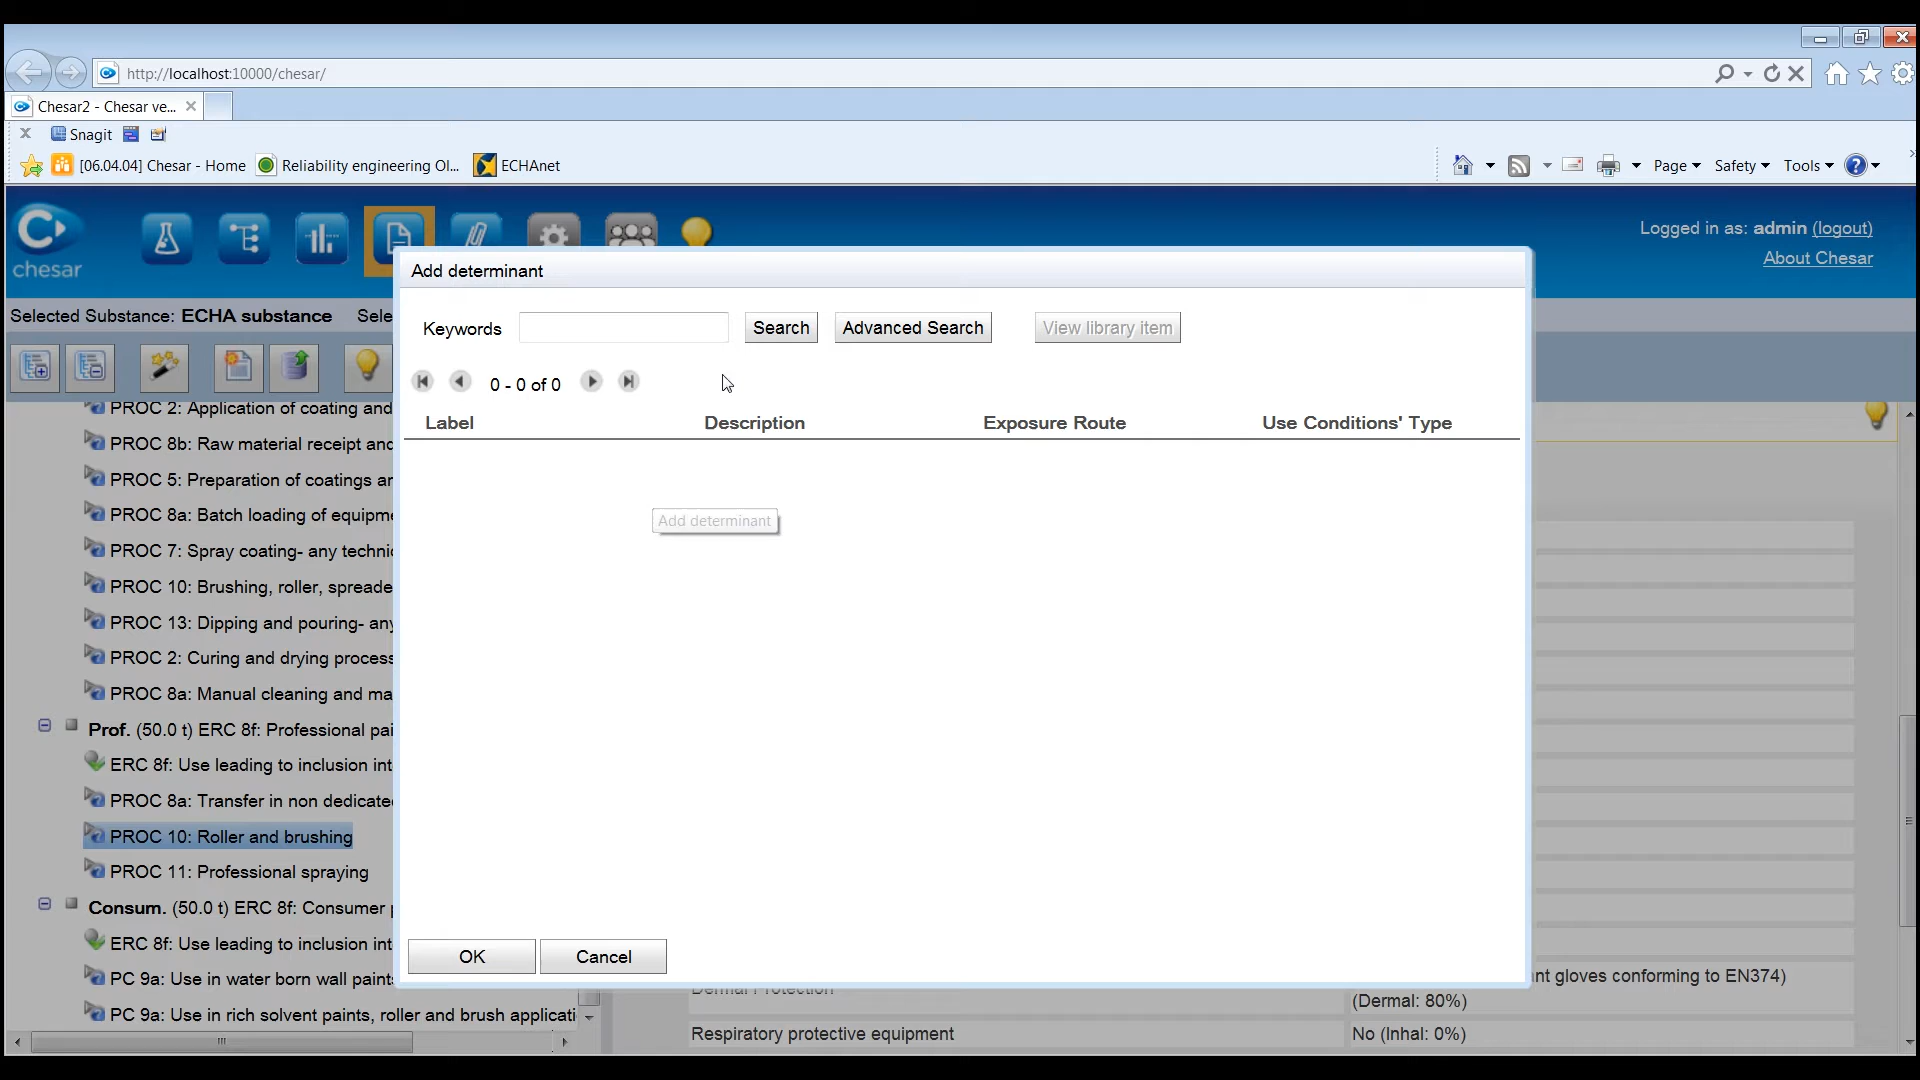 http://localhost:10000/chesar/
Chesar2 - Chesar ve...
Snagit
[06.04.04] Chesar - Home
Reliability engineering Ol...
ECHAnet
Page
Safety
Tools
chesar
Logged in as: admin (logout)
About Chesar
Selected Substance: ECHA substance Sele
Add determinant
Keywords
Search
Advanced Search
View library item
0 - 0 of 0
Label
Description
Exposure Route
Use Conditions' Type
Add determinant
OK
Cancel
PROC 2: Application of coating and
PROC 8b: Raw material receipt and
PROC 5: Preparation of coatings an
PROC 8a: Batch loading of equipme
PROC 7: Spray coating- any techni
PROC 10: Brushing, roller, spreade
PROC 13: Dipping and pouring- any
PROC 2: Curing and drying process
PROC 8a: Manual cleaning and ma
Prof. (50.0 t) ERC 8f: Professional pai
ERC 8f: Use leading to inclusion int
PROC 8a: Transfer in non dedicate
PROC 10: Roller and brushing
PROC 11: Professional spraying
Consum. (50.0 t) ERC 8f: Consumer p
ERC 8f: Use leading to inclusion int
PC 9a: Use in water born wall paint
PC 9a: Use in rich solvent paints, roller and brush applicati
Dermal Protection
nt gloves conforming to EN374)
(Dermal: 80%)
Respiratory protective equipment
No (Inhal: 0%)